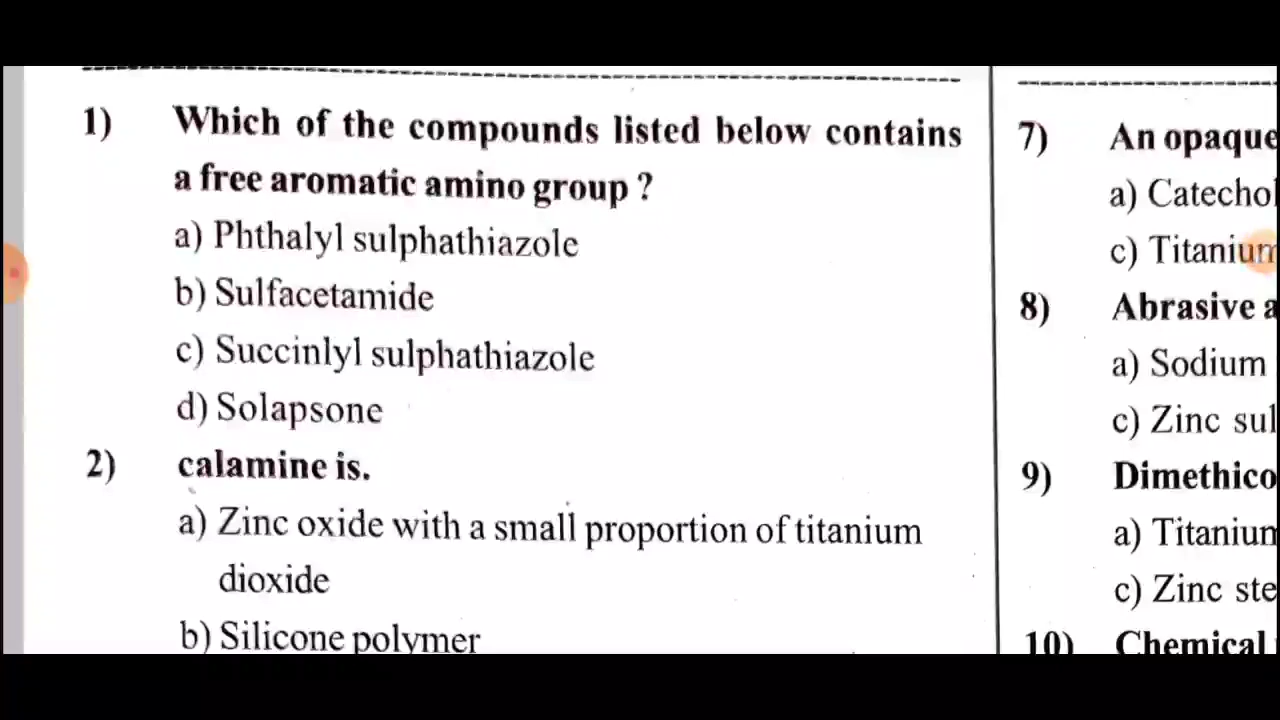 1) Which of the compounds listed below contains
a free aromatic amino group ?
a) Phthalyl sulphathiazole
b) Sulfacetamide
c) Succinlyl sulphathiazole
d) Solapsone
2) calamine is.
a) Zinc oxide with a small proportion of titanium
dioxide
b) Silicone polymer
7) An opaque
a) Catechol
c) Titanium
8) Abrasive a
a) Sodium
c) Zinc sul
9) Dimethico
a) Titanium
c) Zinc ste
10) Chemical